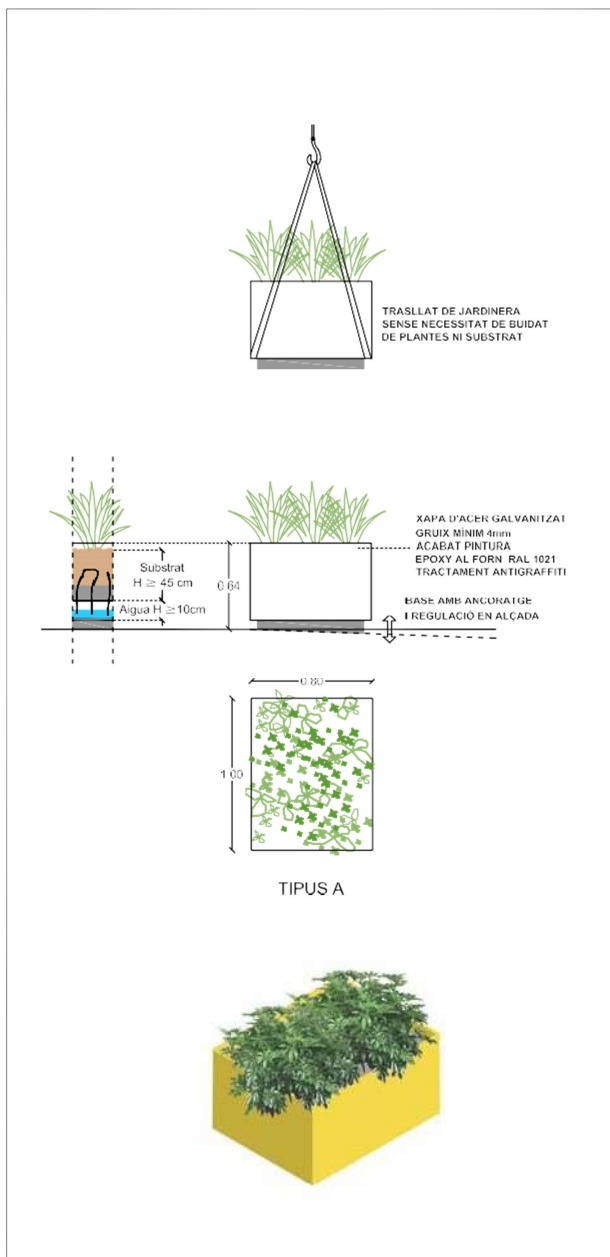 TRASLLAT DE JARDINERA
SENSE NECESSITAT DE BUIDAT
DE PLANTES NI SUBSTRAT
XAPA D'ACER GALVANITZAT
GRUIX MÍNIM 4mm
ACABAT PINTURA
EPOXY AL FORN RAL 1021
TRACTAMENT ANTIGRAFFITI
Substrat
H ≥ 45 cm
0.64
Aigua H ≥10cm
BASE AMB ANCORATGE
I REGULACIÓ EN ALÇADA
0.80
1.00
TIPUS A